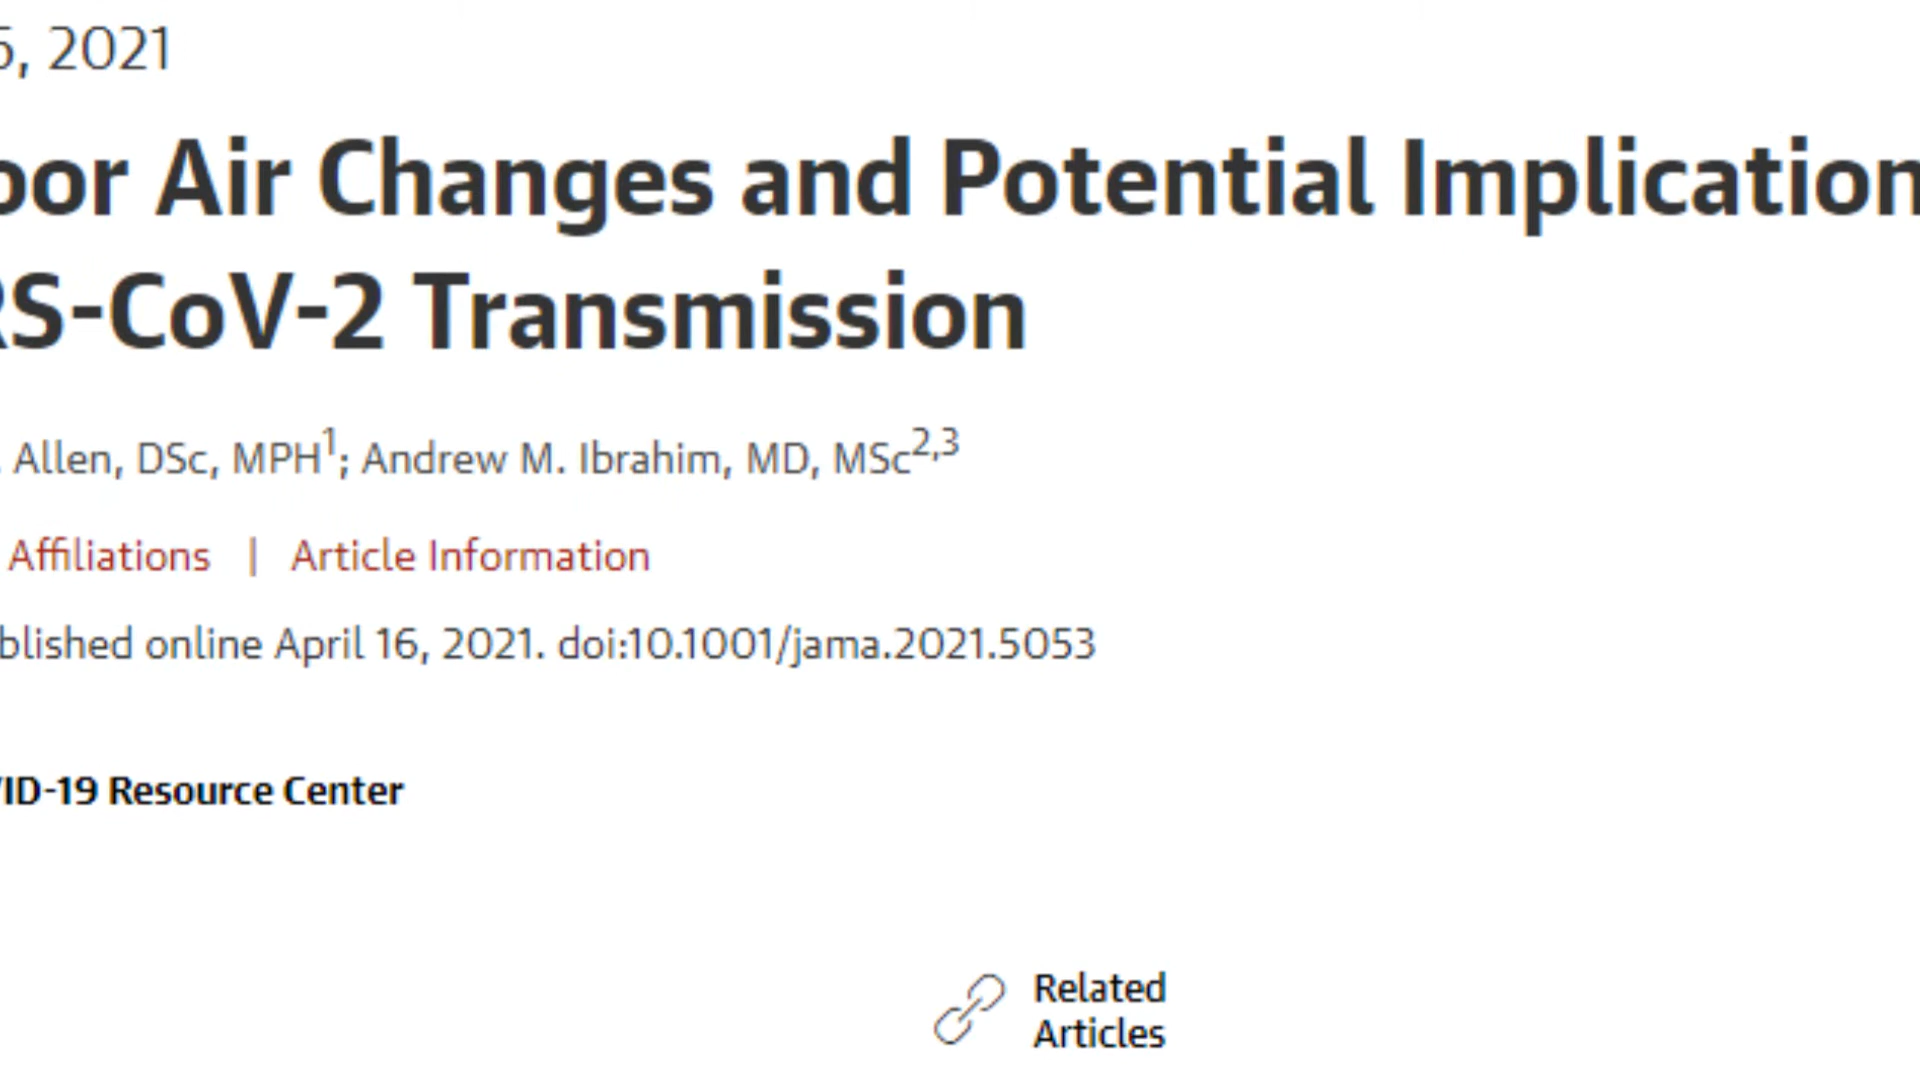 5, 2021
oor Air Changes and Potential Implication
RS-CoV-2 Transmission
. Allen, DSc, MPH1; Andrew M. Ibrahim, MD, MSc2,3
Affiliations | Article Information
blished online April 16, 2021. doi:10.1001/jama.2021.5053
VID-19 Resource Center
Related
Articles